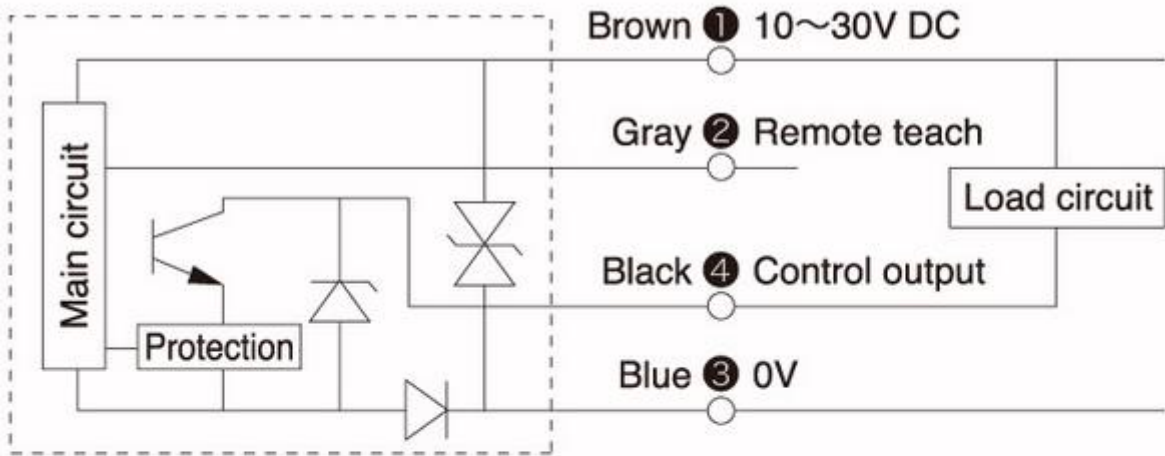 Brown ❶ 10～30V DC
Gray ❷ Remote teach
Main circuit
Load circuit
Black ❹ Control output
Protection
Blue ❸ 0V